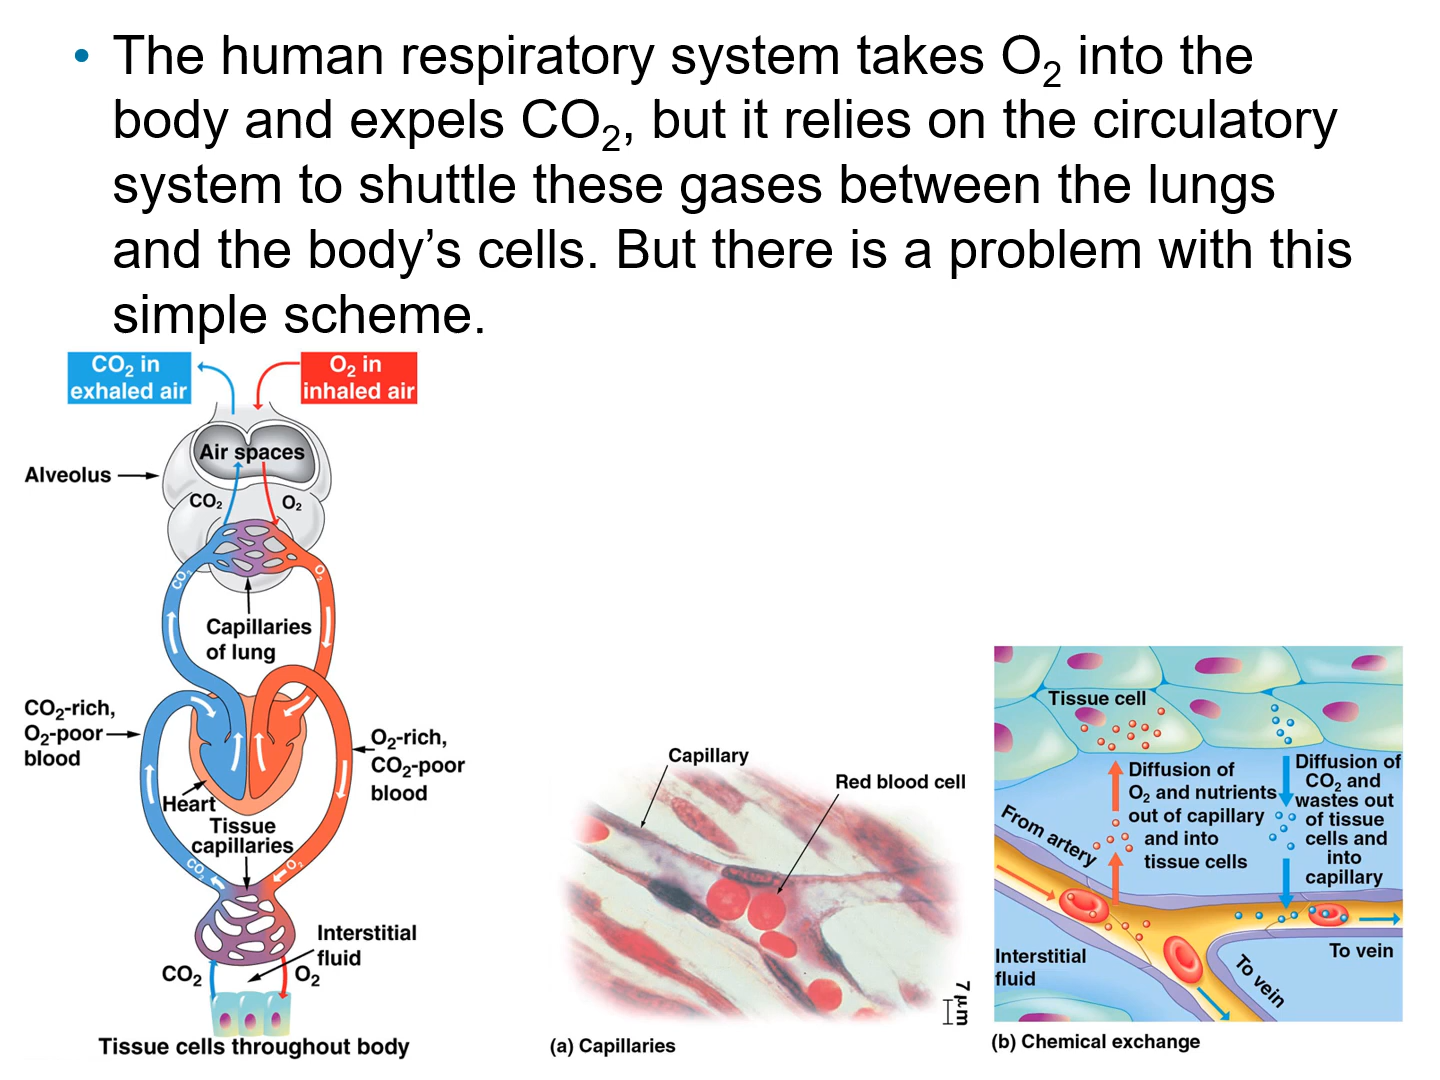 • The human respiratory system takes O₂ into the
body and expels CO₂, but it relies on the circulatory
system to shuttle these gases between the lungs
and the body’s cells. But there is a problem with this
simple scheme.
CO₂ in
exhaled air
O₂ in
inhaled air
Air spaces
Alveolus
CO₂
O₂
CO₂
O₂
Capillaries
of lung
CO₂-rich,
O₂-poor
blood
O₂-rich,
CO₂-poor
blood
Heart
Tissue
capillaries
CO₂
O₂
Interstitial
fluid
CO₂
O₂
Tissue cells throughout body
Capillary
Red blood cell
7 µm
(a) Capillaries
Tissue cell
Diffusion of
O₂ and nutrients
out of capillary
and into
tissue cells
Diffusion of
CO₂ and
wastes out
of tissue
cells and
into
capillary
From artery
Interstitial
fluid
To vein
To vein
(b) Chemical exchange